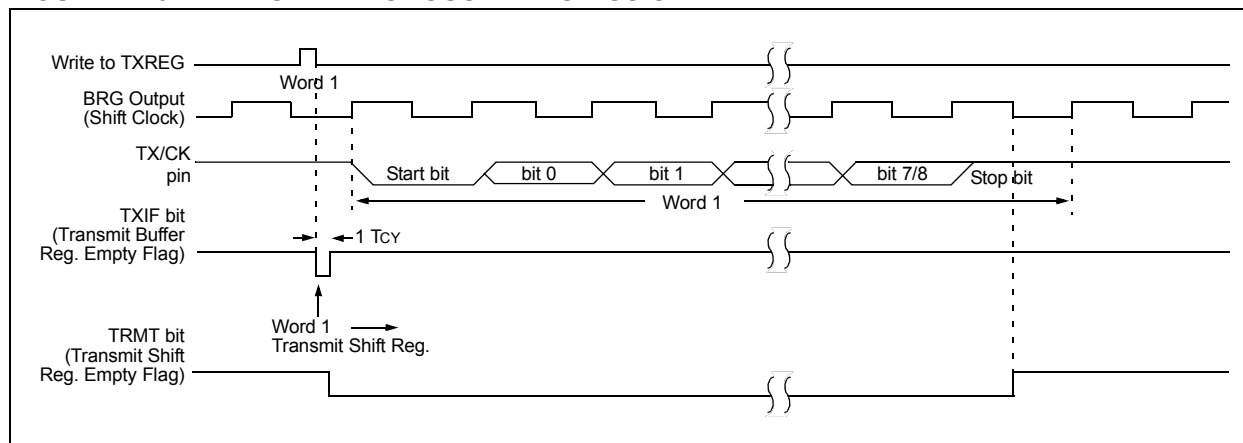 Write to TXREG
Word 1
BRG Output
(Shift Clock)
TX/CK
pin
Start bit
bit 0
bit 1
bit 7/8
Stop bit
Word 1
TXIF bit
(Transmit Buffer
Reg. Empty Flag)
1 TCY
Word 1
Transmit Shift Reg.
TRMT bit
(Transmit Shift
Reg. Empty Flag)